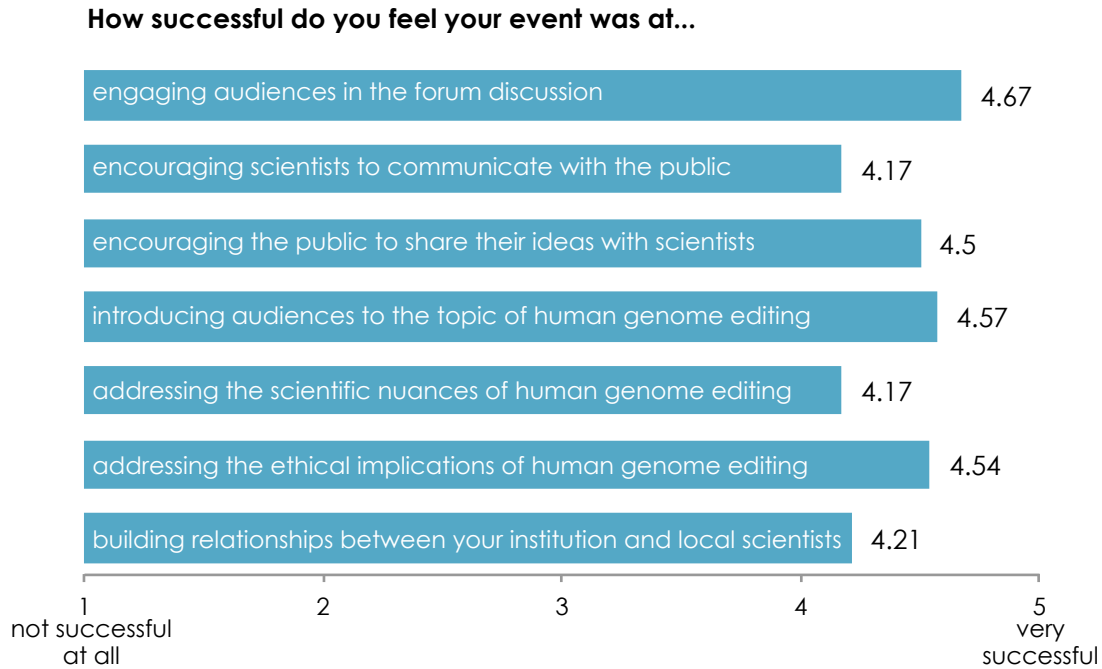 How successful do you feel your event was at...
engaging audiences in the forum discussion
4.67
encouraging scientists to communicate with the public
4.17
encouraging the public to share their ideas with scientists
4.5
introducing audiences to the topic of human genome editing
4.57
addressing the scientific nuances of human genome editing
4.17
addressing the ethical implications of human genome editing
4.54
building relationships between your institution and local scientists
4.21
1
2
3
4
5
not successful
at all
very
successful